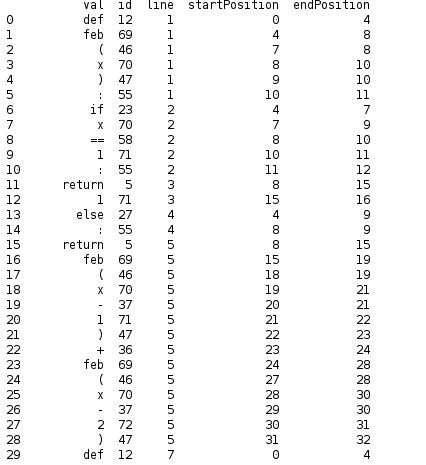 val id line startPosition endPosition
0 def 12 1 0 4
1 feb 69 1 4 8
2 ( 46 1 7 8
3 x 70 1 8 10
4 ) 47 1 9 10
5 : 55 1 10 11
6 if 23 2 4 7
7 x 70 2 7 9
8 == 58 2 8 10
9 1 71 2 10 11
10 : 55 2 11 12
11 return 5 3 8 15
12 1 71 3 15 16
13 else 27 4 4 9
14 : 55 4 8 9
15 return 5 5 8 15
16 feb 69 5 15 19
17 ( 46 5 18 19
18 x 70 5 19 21
19 - 37 5 20 21
20 1 71 5 21 22
21 ) 47 5 22 23
22 + 36 5 23 24
23 feb 69 5 24 28
24 ( 46 5 27 28
25 x 70 5 28 30
26 - 37 5 29 30
27 2 72 5 30 31
28 ) 47 5 31 32
29 def 12 7 0 4